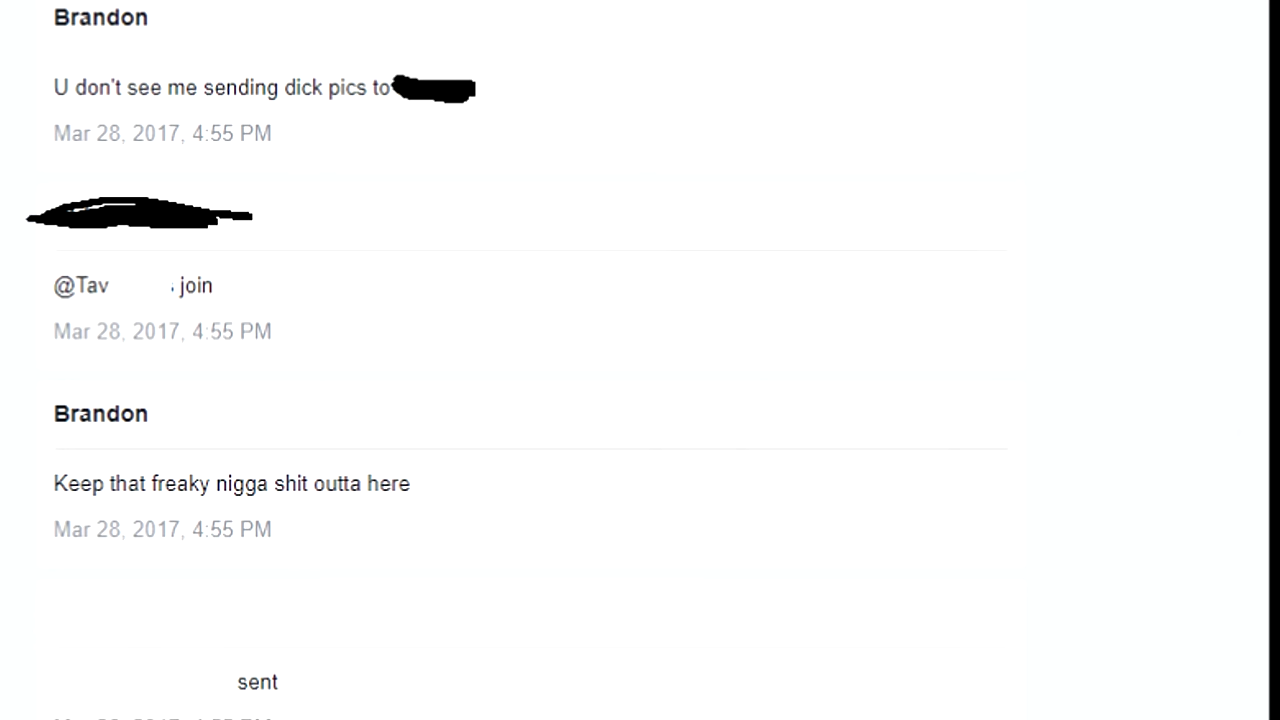 Brandon
U don't see me sending dick pics to
Mar 28, 2017, 4:55 PM
@Tav join
Mar 28, 2017, 4:55 PM
Brandon
Keep that freaky nigga shit outta here
Mar 28, 2017, 4:55 PM
sent